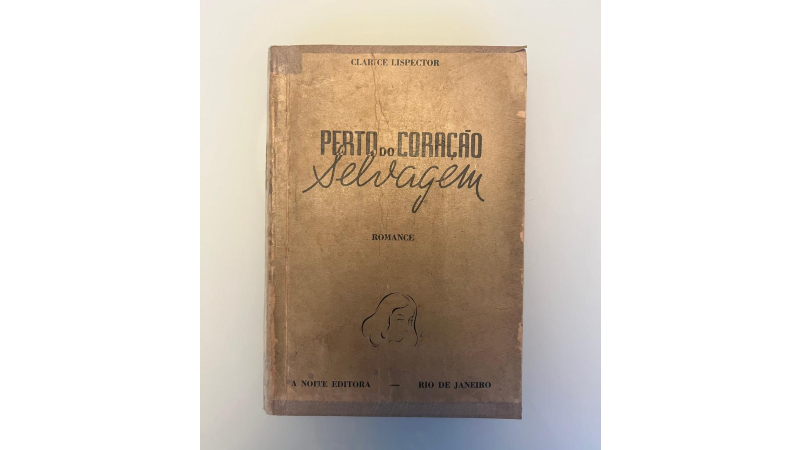 CLARICE LISPECTOR
PERTO DO CORAÇÃO
Selvagem
ROMANCE
A NOITE EDITORA — RIO DE JANEIRO